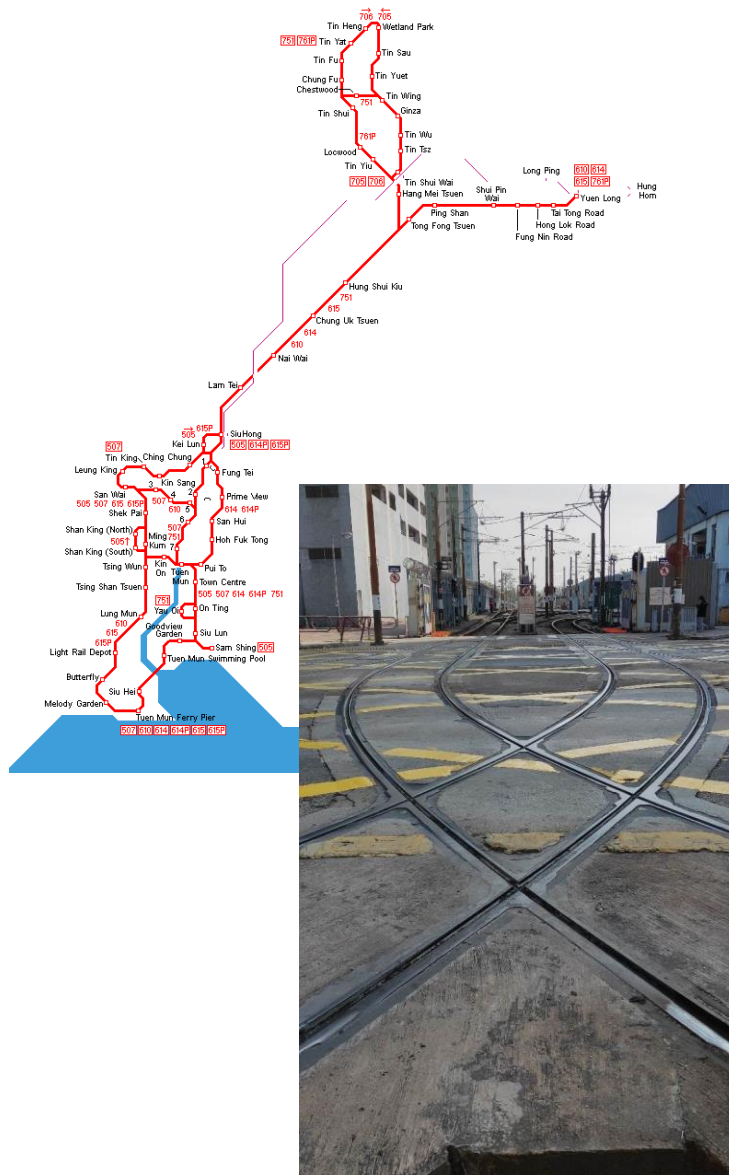 706 705
Tin Heng
Wetland Park
751 761P Tin Yat
Tin Sau
Tin Fu
Chung Fu
Tin Yuet
Chestwood
751
Tin Wing
Tin Shui
Ginza
761P
Tin Wu
Locwood
Tin Tsz
Tin Yiu
Long Ping
610 614
705 706
Tin Shui Wai
Shui Pin
Wai
615 761P
Hang Mei Tsuen
Yuen Long
Hung
Hom
Ping Shan
Tai Tong Road
Tong Fong Tsuen
Hong Lok Road
Fung Nin Road
Hung Shui Kiu
751
615
Chung Uk Tsuen
614
610
Nai Wai
Lam Tei
615P
505
Siu Hong
Kei Lun
505 614P 615P
507
Ching Chung
Tin King
1
Leung King
Fung Tei
Kin Sang
3
San Wai
4
2
Prime View
505 507 615 615P
507
610
5
614 614P
Shek Pai
6
San Hui
Shan King (North)
507
505↑
Ming
Kum
751
Hoh Fuk Tong
Shan King (South)
7
Tsing Wun
Kin
On
Tuen
Mun
Pui To
Tsing Shan Tsuen
Town Centre
505 507 614 614P 751
751
Lung Mun
Yau Oi
On Ting
610
Goodview
Garden
615
Siu Lun
615P
Light Rail Depot
Sam Shing 505
Tuen Mun Swimming Pool
Butterfly
Siu Hei
Melody Garden
Tuen Mun Ferry Pier
507 610 614 614P 615 615P